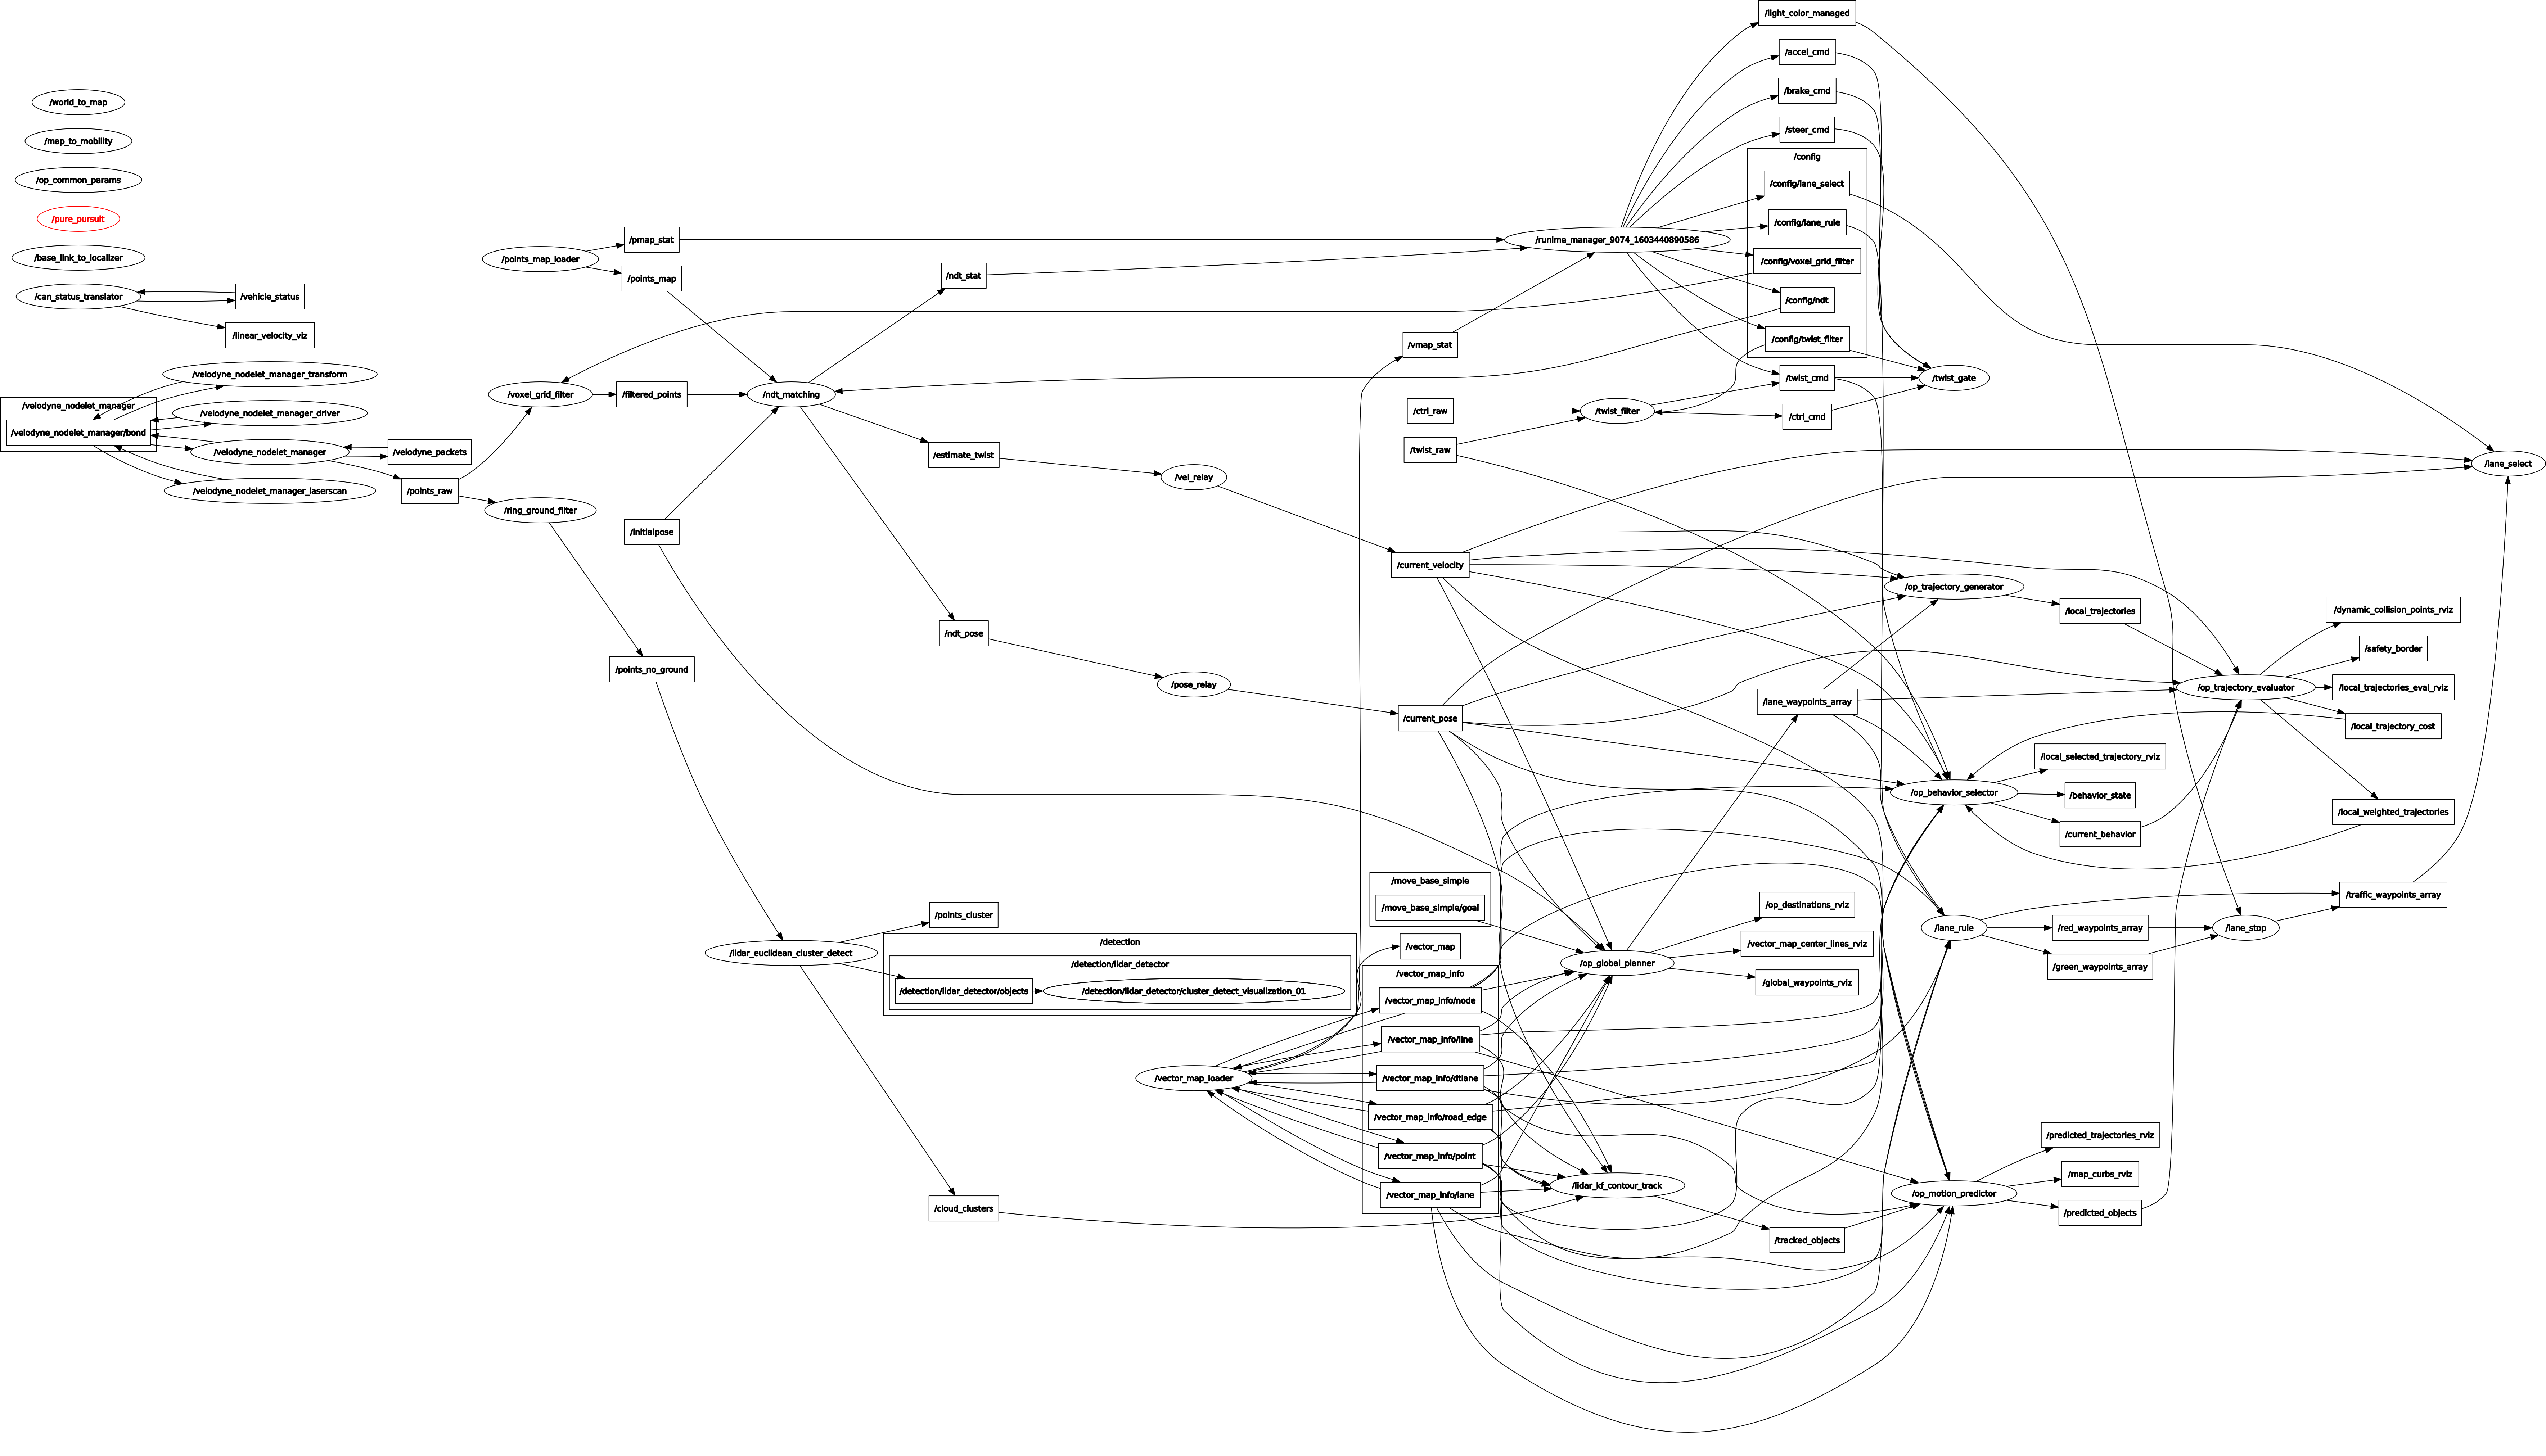 /world_to_map
/map_to_mobility
/op_common_params
/pure_pursuit
/base_link_to_localizer
/can_status_translator
/vehicle_status
/linear_velocity_viz
/velodyne_nodelet_manager_transform
/velodyne_nodelet_manager
/velodyne_nodelet_manager_driver
/velodyne_nodelet_manager/bond
/velodyne_nodelet_manager
/velodyne_packets
/velodyne_nodelet_manager_laserscan
/points_raw
/points_map_loader
/voxel_grid_filter
/ring_ground_filter
/pmap_stat
/points_map
/filtered_points
/initialpose
/points_no_ground
/ndt_matching
/lidar_euclidean_cluster_detect
/ndt_stat
/estimate_twist
/ndt_pose
/points_cluster
/detection
/detection/lidar_detector
/detection/lidar_detector/objects
/detection/lidar_detector/cluster_detect_visualization_01
/cloud_clusters
/vel_relay
/pose_relay
/vector_map_loader
/vmap_stat
/ctrl_raw
/twist_raw
/current_velocity
/current_pose
/move_base_simple
/move_base_simple/goal
/vector_map
/vector_map_info
/vector_map_info/node
/vector_map_info/line
/vector_map_info/dtlane
/vector_map_info/road_edge
/vector_map_info/point
/vector_map_info/lane
/runime_manager_9074_1603440890586
/twist_filter
/op_global_planner
/lidar_kf_contour_track
/light_color_managed
/accel_cmd
/brake_cmd
/steer_cmd
/config
/config/lane_select
/config/lane_rule
/config/voxel_grid_filter
/config/ndt
/config/twist_filter
/twist_cmd
/ctrl_cmd
/lane_waypoints_array
/op_destinations_rviz
/vector_map_center_lines_rviz
/global_waypoints_rviz
/tracked_objects
/twist_gate
/op_trajectory_generator
/op_behavior_selector
/lane_rule
/op_motion_predictor
/local_trajectories
/local_selected_trajectory_rviz
/behavior_state
/current_behavior
/red_waypoints_array
/green_waypoints_array
/predicted_trajectories_rviz
/map_curbs_rviz
/predicted_objects
/op_trajectory_evaluator
/lane_stop
/dynamic_collision_points_rviz
/safety_border
/local_trajectories_eval_rviz
/local_trajectory_cost
/local_weighted_trajectories
/traffic_waypoints_array
/lane_select